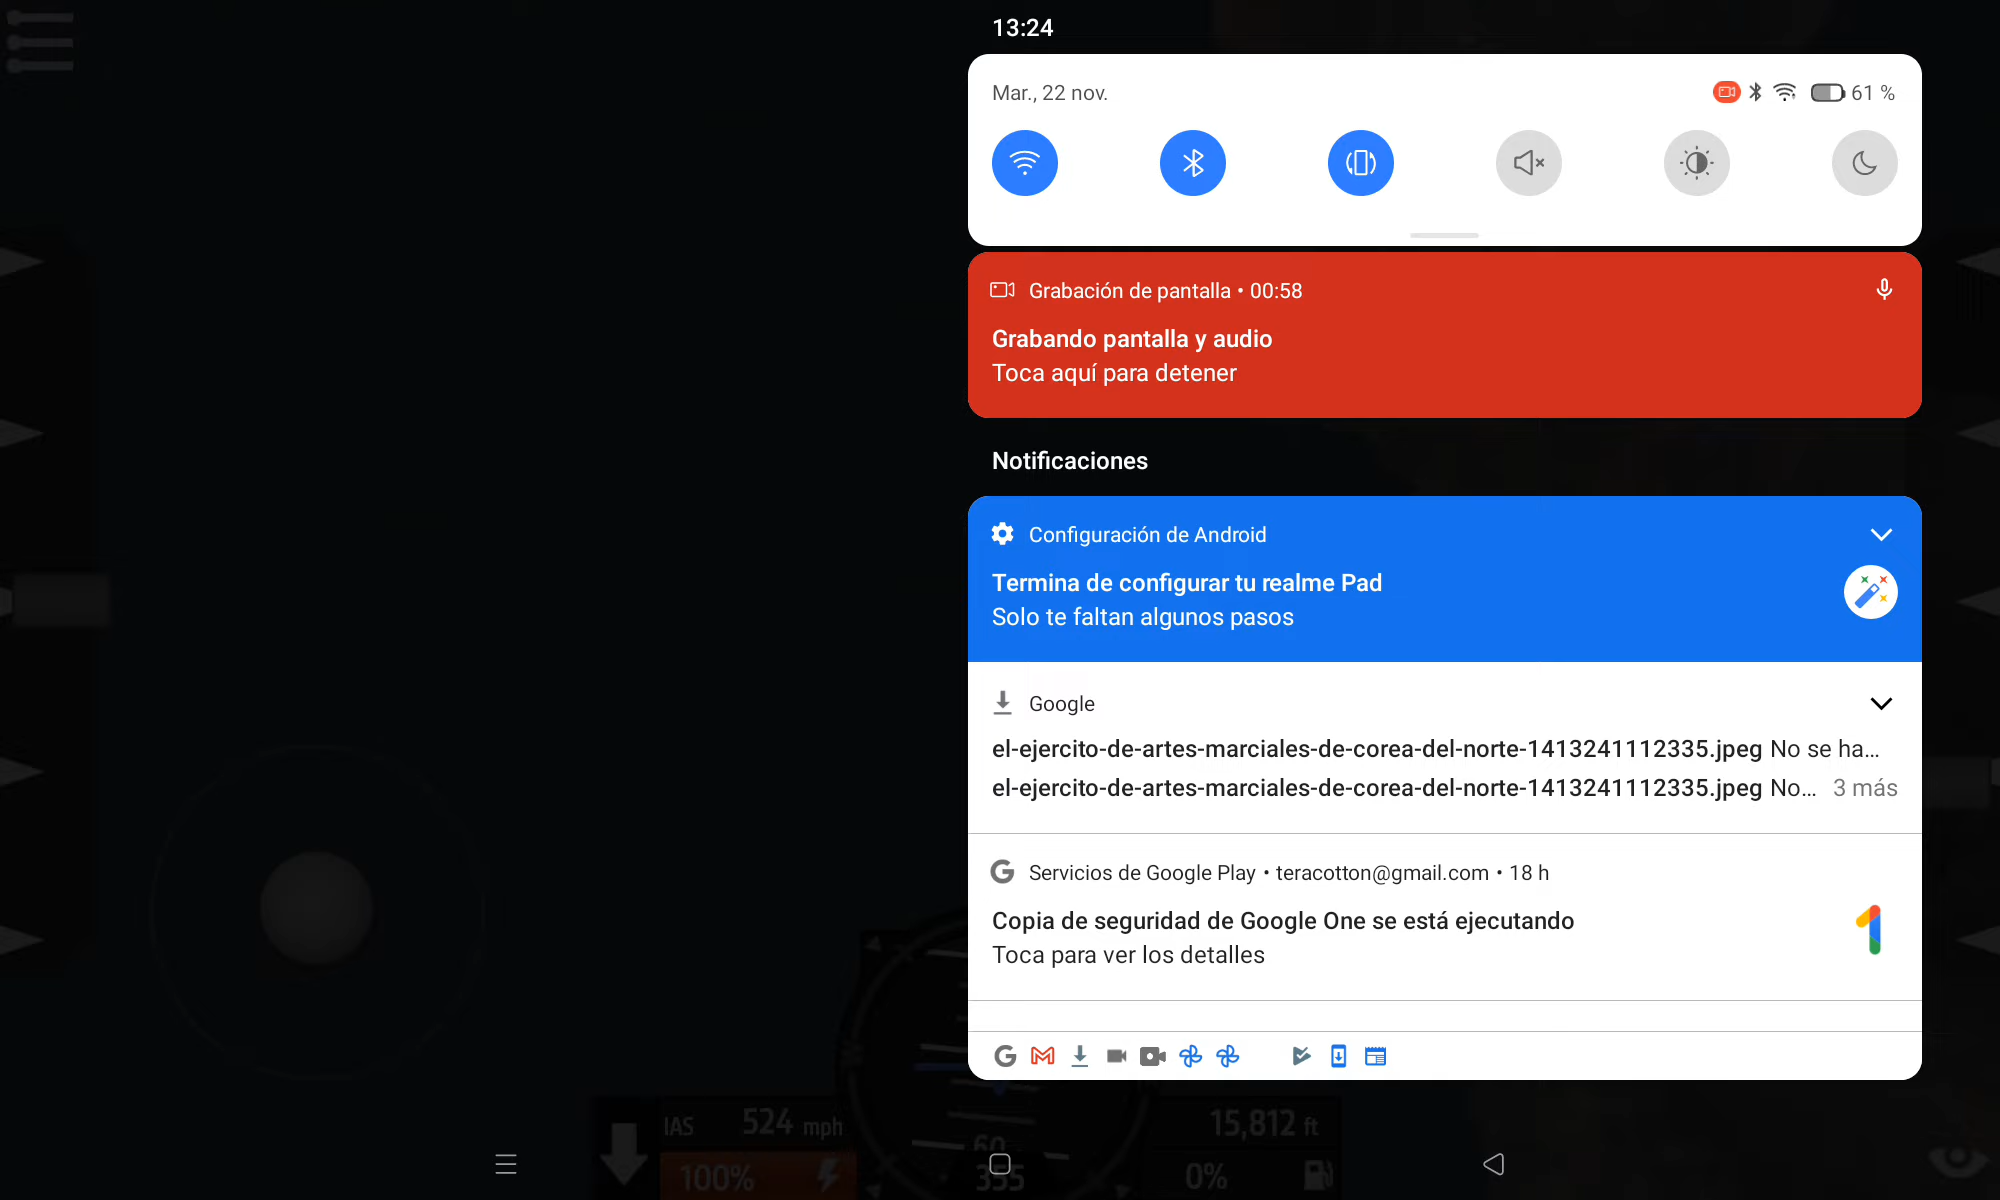 13:24
Mar., 22 nov.
61 %
Grabación de pantalla • 00:58
Grabando pantalla y audio
Toca aquí para detener
Notificaciones
Configuración de Android
Termina de configurar tu realme Pad
Solo te faltan algunos pasos
Google
el-ejercito-de-artes-marciales-de-corea-del-norte-1413241112335.jpeg No se ha...
el-ejercito-de-artes-marciales-de-corea-del-norte-1413241112335.jpeg No... 3 más
Servicios de Google Play • teracotton@gmail.com • 18 h
Copia de seguridad de Google One se está ejecutando
Toca para ver los detalles
IAS 524 mph
15,812 ft
60
100%
355
0%